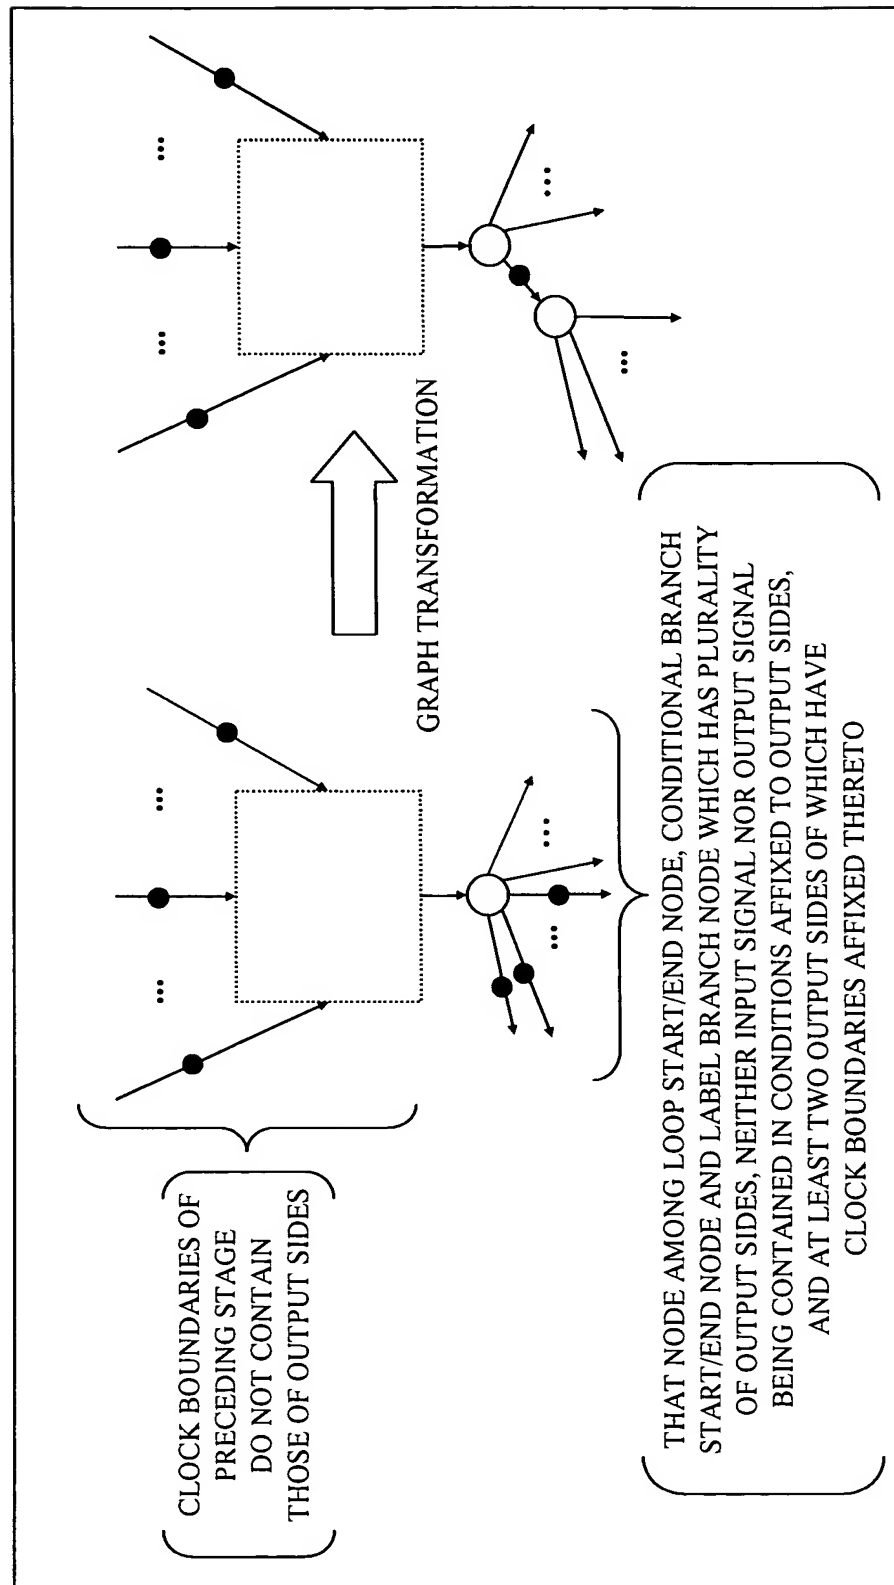 CLOCK BOUNDARIES OF
PRECEDING STAGE
DO NOT CONTAIN
THOSE OF OUTPUT SIDES
GRAPH TRANSFORMATION
THAT NODE AMONG LOOP START/END NODE, CONDITIONAL BRANCH
START/END NODE AND LABEL BRANCH NODE WHICH HAS PLURALITY
OF OUTPUT SIDES, NEITHER INPUT SIGNAL NOR OUTPUT SIGNAL
BEING CONTAINED IN CONDITIONS AFFIXED TO OUTPUT SIDES,
AND AT LEAST TWO OUTPUT SIDES OF WHICH HAVE
CLOCK BOUNDARIES AFFIXED THERETO